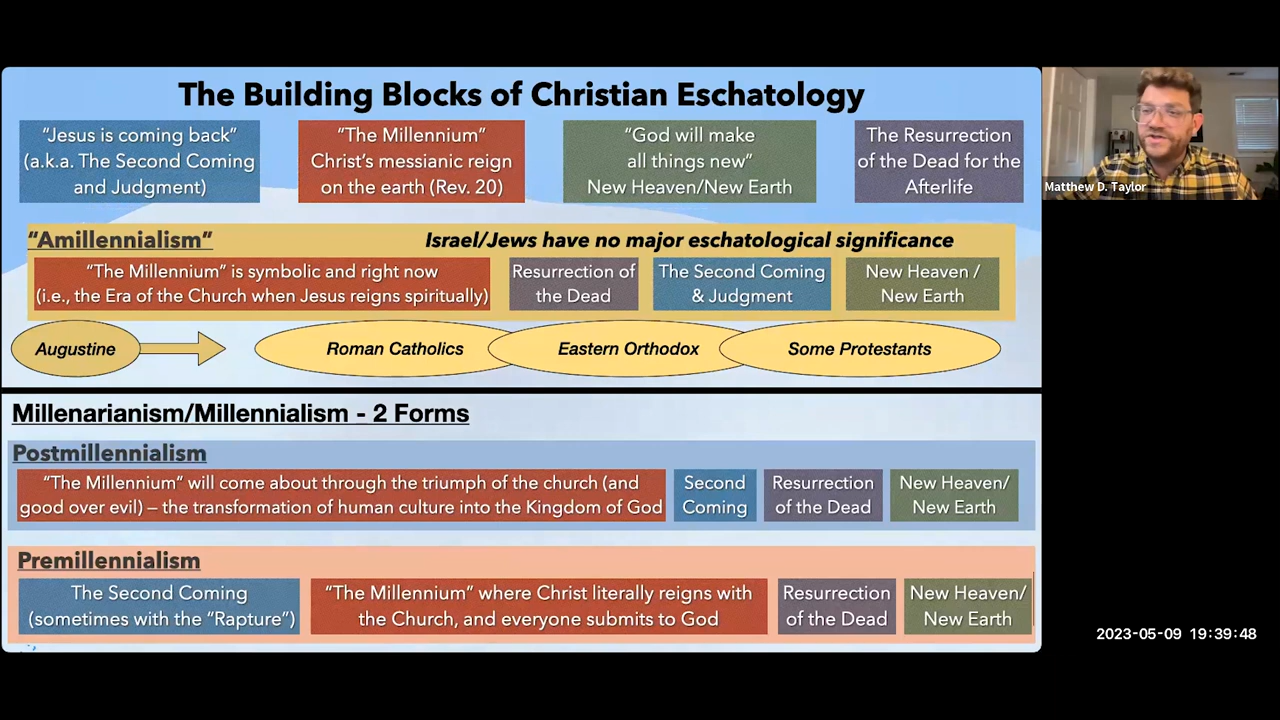 The Building Blocks of Christian Eschatology
“Jesus is coming back”
(a.k.a. The Second Coming
and Judgment)
“The Millennium”
Christ’s messianic reign
on the earth (Rev. 20)
“God will make
all things new”
New Heaven/New Earth
The Resurrection
of the Dead for the
Afterlife
Matthew D. Taylor
“Amillennialism”
Israel/Jews have no major eschatological significance
“The Millennium” is symbolic and right now
(i.e., the Era of the Church when Jesus reigns spiritually)
Resurrection of
the Dead
The Second Coming
& Judgment
New Heaven /
New Earth
Augustine
Roman Catholics
Eastern Orthodox
Some Protestants
Millenarianism/Millennialism - 2 Forms
Postmillennialism
“The Millennium” will come about through the triumph of the church (and
good over evil) – the transformation of human culture into the Kingdom of God
Second
Coming
Resurrection
of the Dead
New Heaven/
New Earth
Premillennialism
The Second Coming
(sometimes with the “Rapture”)
“The Millennium” where Christ literally reigns with
the Church, and everyone submits to God
Resurrection
of the Dead
New Heaven/
New Earth
2023-05-09 19:39:48